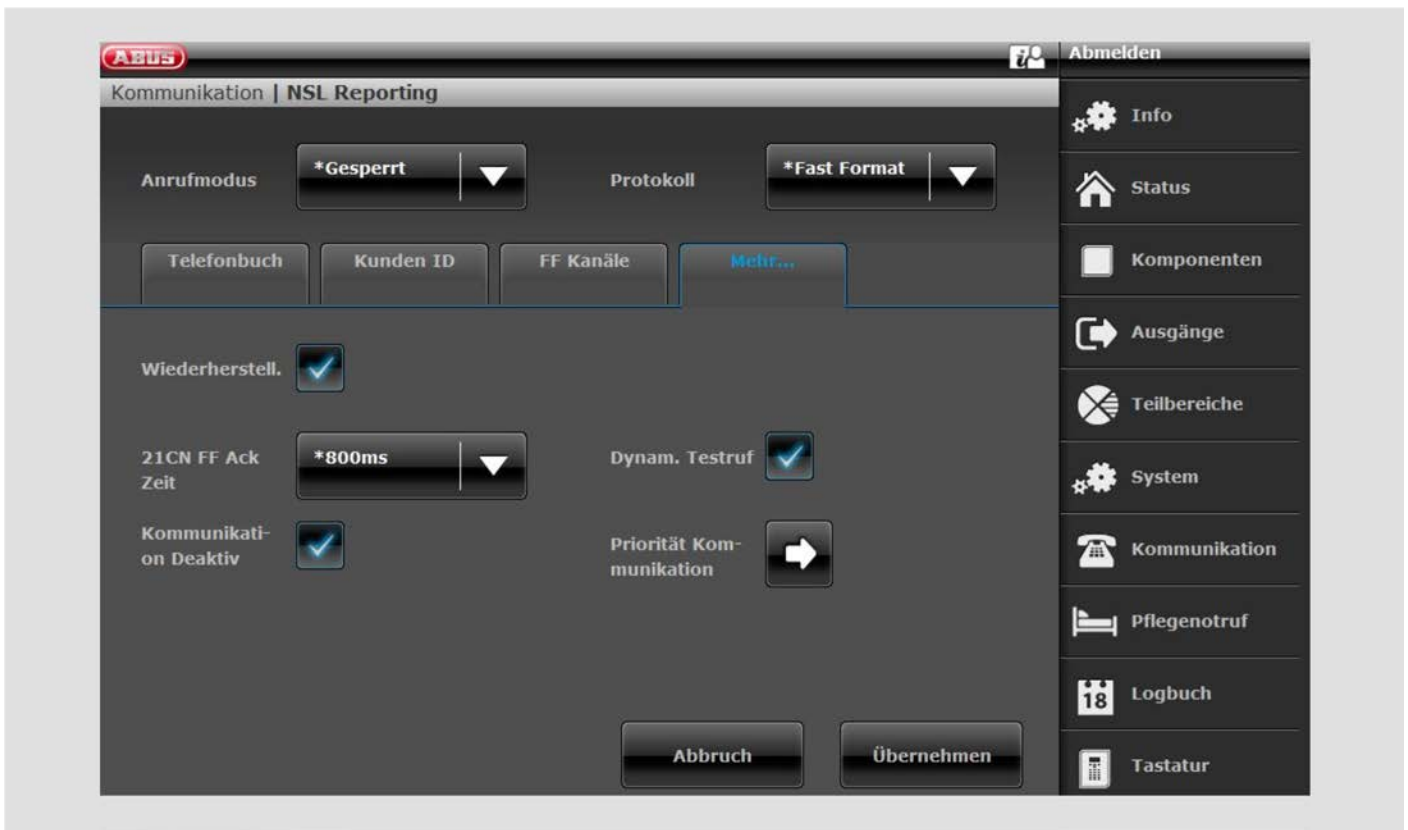 ABUS
Abmelden
Kommunikation | NSL Reporting
Info
Anrufmodus
*Gesperrt
Protokoll
*Fast Format
Status
Telefonbuch
Kunden ID
FF Kanäle
Mehr...
Komponenten
Ausgänge
Wiederherstell.
Teilbereiche
21CN FF Ack
Zeit
*800ms
Dynam. Testruf
System
Kommunikati-
on Deaktiv
Priorität Kom-
munikation
Kommunikation
Pflegenotruf
18
Logbuch
Abbruch
Übernehmen
Tastatur